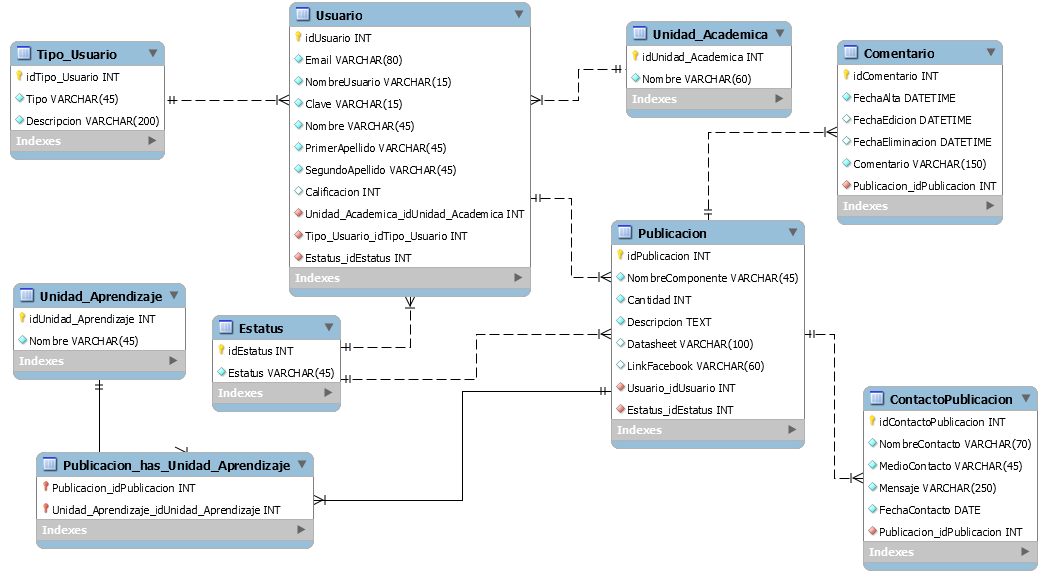 Tipo_Usuario
idTipo_Usuario INT
Tipo VARCHAR(45)
Descripcion VARCHAR(200)
Indexes
Usuario
idUsuario INT
Email VARCHAR(80)
NombreUsuario VARCHAR(15)
Clave VARCHAR(15)
Nombre VARCHAR(45)
PrimerApellido VARCHAR(45)
SegundoApellido VARCHAR(45)
Calificacion INT
Unidad_Academica_idUnidad_Academica INT
Tipo_Usuario_idTipo_Usuario INT
Estatus_idEstatus INT
Indexes
Unidad_Academica
idUnidad_Academica INT
Nombre VARCHAR(60)
Indexes
Comentario
idComentario INT
FechaAlta DATETIME
FechaEdicion DATETIME
FechaEliminacion DATETIME
Comentario VARCHAR(150)
Publicacion_idPublicacion INT
Indexes
Publicacion
idPublicacion INT
NombreComponente VARCHAR(45)
Cantidad INT
Descripcion TEXT
Datasheet VARCHAR(100)
LinkFacebook VARCHAR(60)
Usuario_idUsuario INT
Estatus_idEstatus INT
Indexes
Unidad_Aprendizaje
idUnidad_Aprendizaje INT
Nombre VARCHAR(45)
Indexes
Estatus
idEstatus INT
Estatus VARCHAR(45)
Indexes
ContactoPublicacion
idContactoPublicacion INT
NombreContacto VARCHAR(70)
MedioContacto VARCHAR(45)
Mensaje VARCHAR(250)
FechaContacto DATE
Publicacion_idPublicacion INT
Indexes
Publicacion_has_Unidad_Aprendizaje
Publicacion_idPublicacion INT
Unidad_Aprendizaje_idUnidad_Aprendizaje INT
Indexes